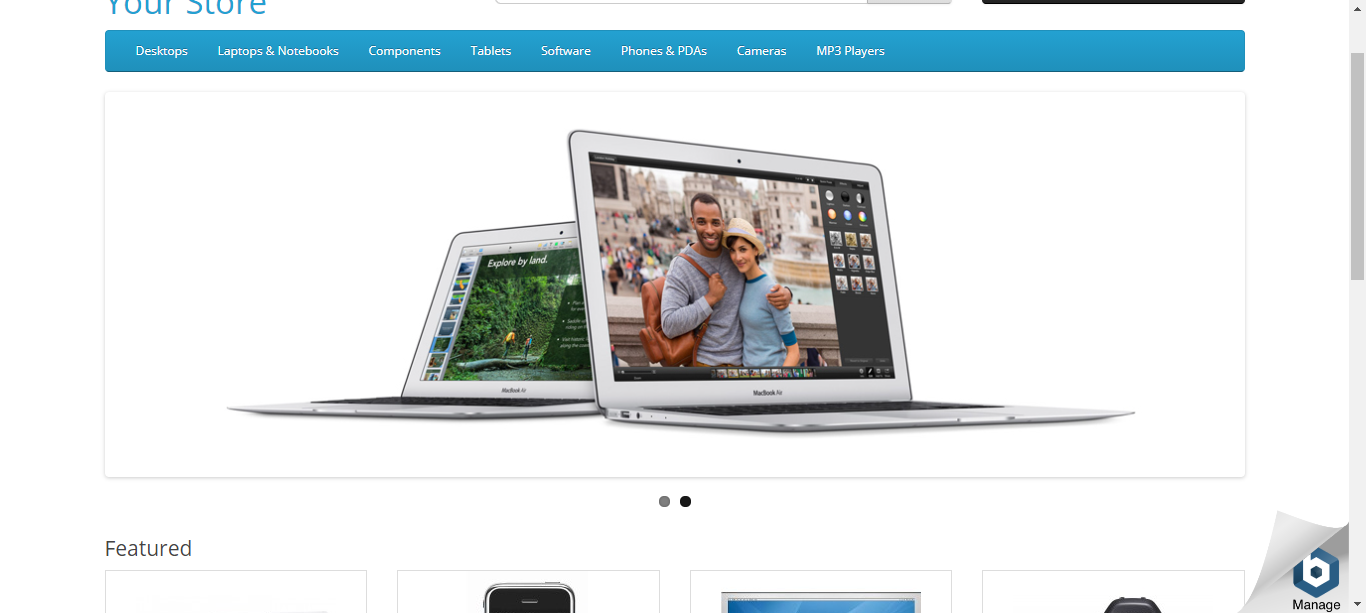 Your Store
Desktops Laptops & Notebooks Components Tablets Software Phones & PDAs Cameras MP3 Players
Explore by land.
MacBook Air
MacBook Air
Featured
Manage